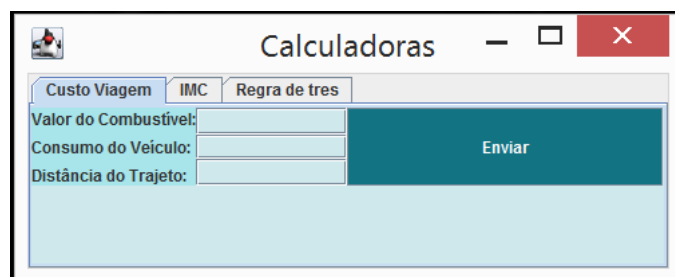 Calculadoras
Custo Viagem IMC Regra de tres
Valor do Combustível:
Consumo do Veículo: Enviar
Distância do Trajeto: